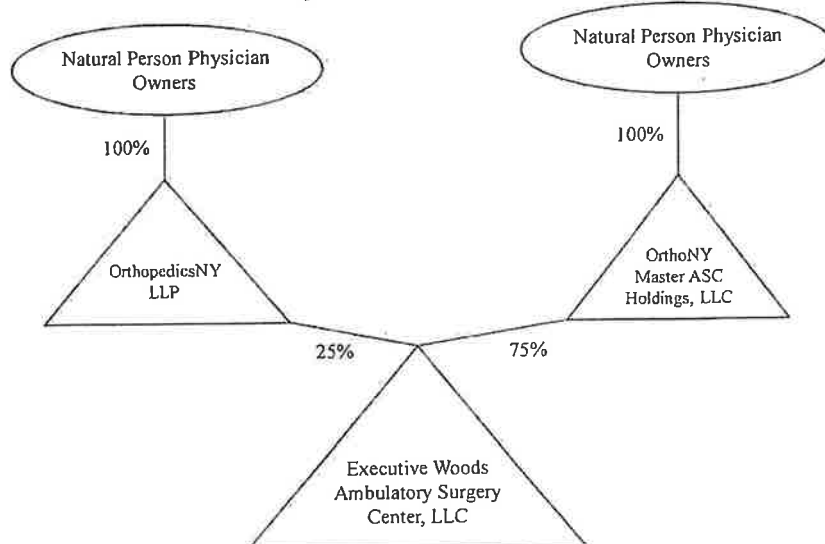 Natural Person Physician
Owners
Natural Person Physician
Owners
100%
100%
OrthopedicsNY
LLP
OrthoNY
Master ASC
Holdings, LLC
25%
75%
Executive Woods
Ambulatory Surgery
Center, LLC